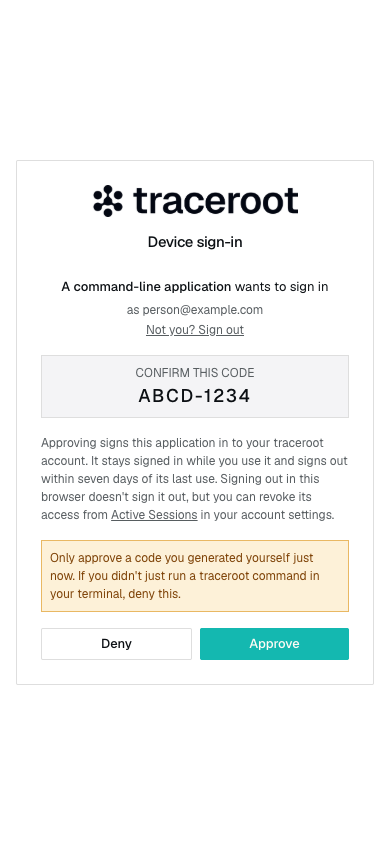 traceroot
Device sign-in
A command-line application wants to sign in
as person@example.com
Not you? Sign out
CONFIRM THIS CODE
ABCD-1234
Approving signs this application in to your traceroot
account. It stays signed in while you use it and signs out
within seven days of its last use. Signing out in this
browser doesn't sign it out, but you can revoke its
access from Active Sessions in your account settings.
Only approve a code you generated yourself just
now. If you didn't just run a traceroot command in
your terminal, deny this.
Deny
Approve